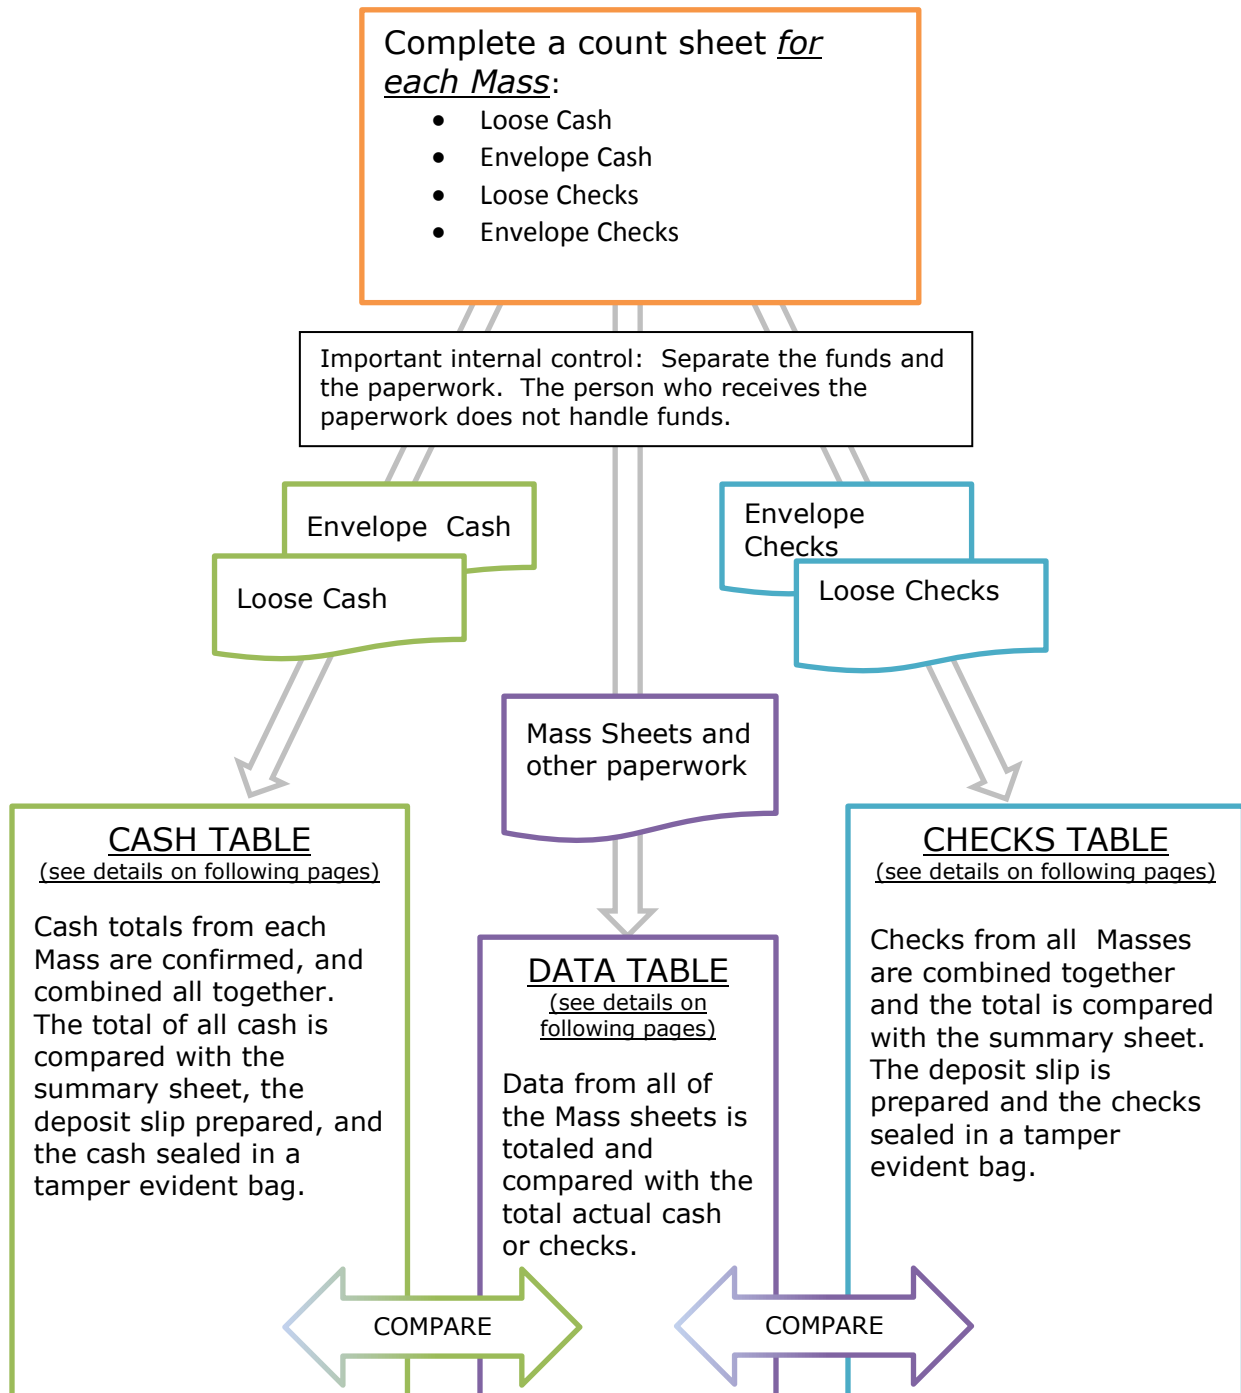 Complete a count sheet for
each Mass:
• Loose Cash
• Envelope Cash
• Loose Checks
• Envelope Checks
Important internal control:  Separate the funds and
the paperwork.  The person who receives the
paperwork does not handle funds.
Envelope  Cash
Loose Cash
Envelope
Checks
Loose Checks
Mass Sheets and
other paperwork
CASH TABLE
(see details on following pages)
Cash totals from each
Mass are confirmed, and
combined all together.
The total of all cash is
compared with the
summary sheet, the
deposit slip prepared, and
the cash sealed in a
tamper evident bag.
DATA TABLE
(see details on
following pages)
Data from all of
the Mass sheets is
totaled and
compared with the
total actual cash
or checks.
CHECKS TABLE
(see details on following pages)
Checks from all  Masses
are combined together
and the total is compared
with the summary sheet.
The deposit slip is
prepared and the checks
sealed in a tamper
evident bag.
COMPARE
COMPARE